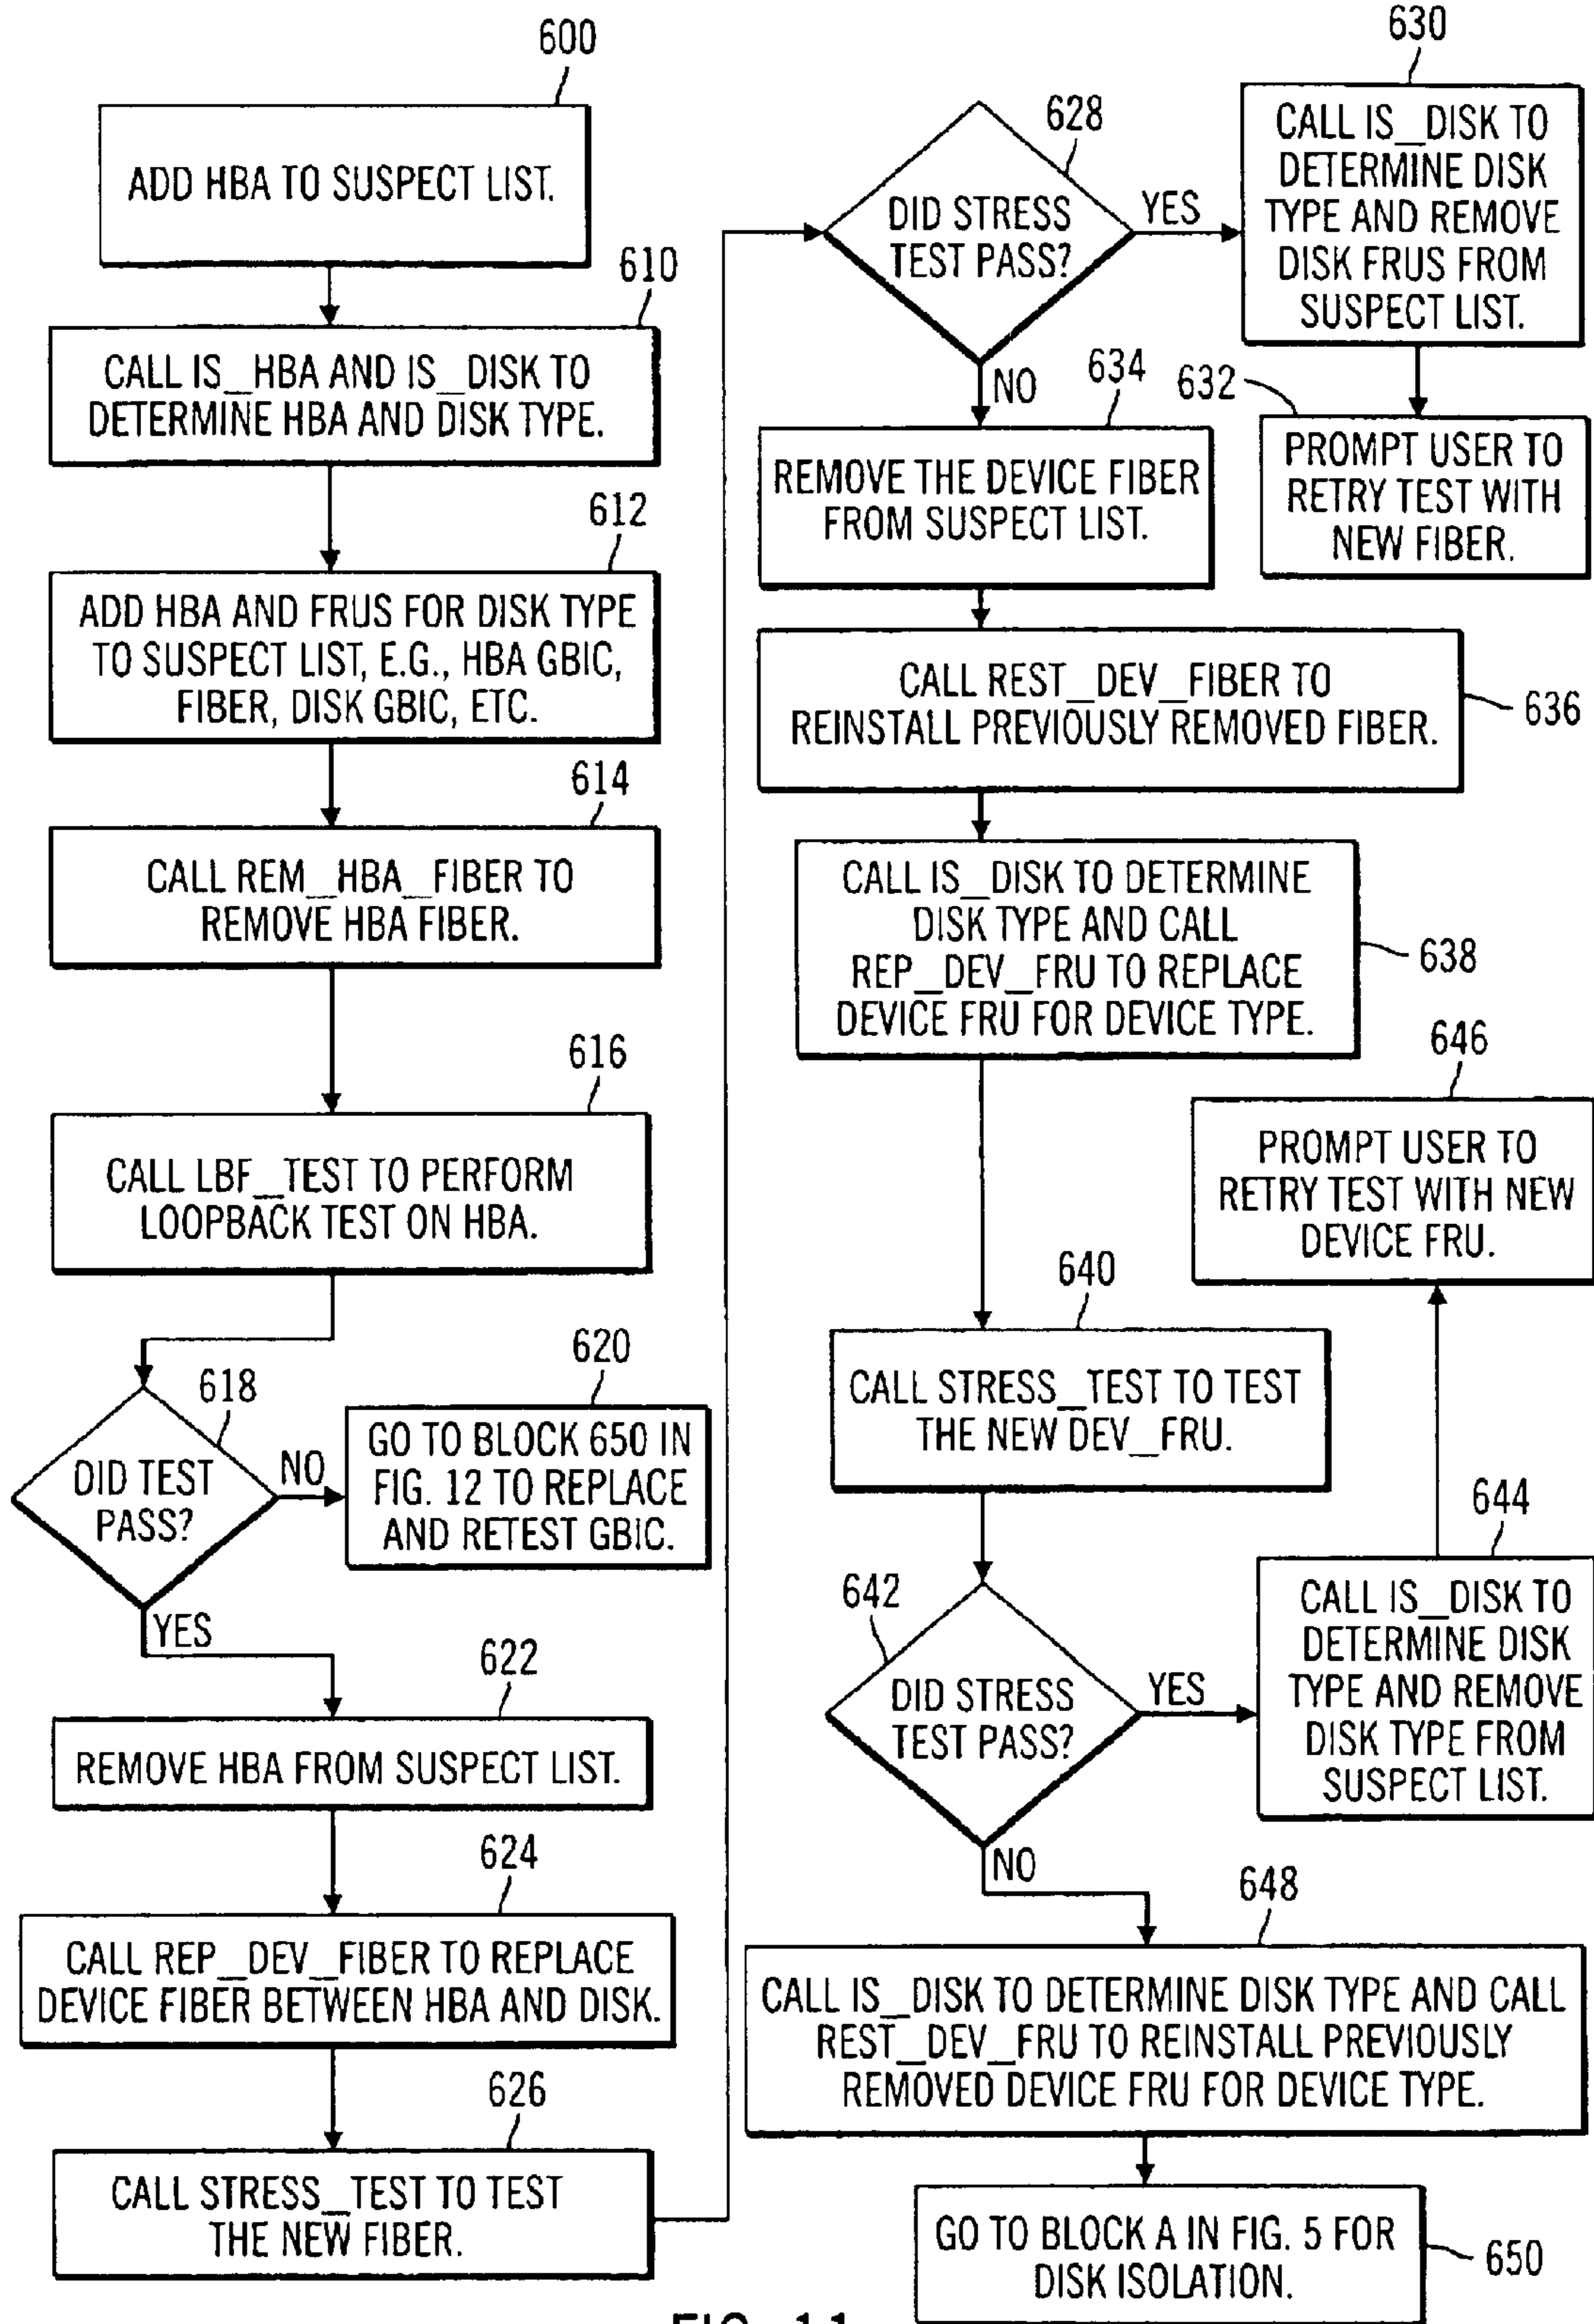 600
ADD HBA TO SUSPECT LIST.
610
CALL IS_HBA AND IS_DISK TO
DETERMINE HBA AND DISK TYPE.
612
ADD HBA AND FRUS FOR DISK TYPE
TO SUSPECT LIST, E.G., HBA GBIC,
FIBER, DISK GBIC, ETC.
614
CALL REM_HBA_FIBER TO
REMOVE HBA FIBER.
616
CALL LBF_TEST TO PERFORM
LOOPBACK TEST ON HBA.
618
DID TEST
PASS?
NO
620
GO TO BLOCK 650 IN
FIG. 12 TO REPLACE
AND RETEST GBIC.
YES
622
REMOVE HBA FROM SUSPECT LIST.
624
CALL REP_DEV_FIBER TO REPLACE
DEVICE FIBER BETWEEN HBA AND DISK.
626
CALL STRESS_TEST TO TEST
THE NEW FIBER.
628
DID STRESS
TEST PASS?
YES
630
CALL IS_DISK TO
DETERMINE DISK
TYPE AND REMOVE
DISK FRUS FROM
SUSPECT LIST.
632
PROMPT USER TO
RETRY TEST WITH
NEW FIBER.
NO
634
REMOVE THE DEVICE FIBER
FROM SUSPECT LIST.
CALL REST_DEV_FIBER TO
REINSTALL PREVIOUSLY REMOVED FIBER.
636
CALL IS_DISK TO DETERMINE
DISK TYPE AND CALL
REP_DEV_FRU TO REPLACE
DEVICE FRU FOR DEVICE TYPE.
638
640
CALL STRESS_TEST TO TEST
THE NEW DEV_FRU.
642
DID STRESS
TEST PASS?
YES
644
CALL IS_DISK TO
DETERMINE DISK
TYPE AND REMOVE
DISK TYPE FROM
SUSPECT LIST.
646
PROMPT USER TO
RETRY TEST WITH NEW
DEVICE FRU.
NO
648
CALL IS_DISK TO DETERMINE DISK TYPE AND CALL
REST_DEV_FRU TO REINSTALL PREVIOUSLY
REMOVED DEVICE FRU FOR DEVICE TYPE.
GO TO BLOCK A IN FIG. 5 FOR
DISK ISOLATION.
650
FIG. 11